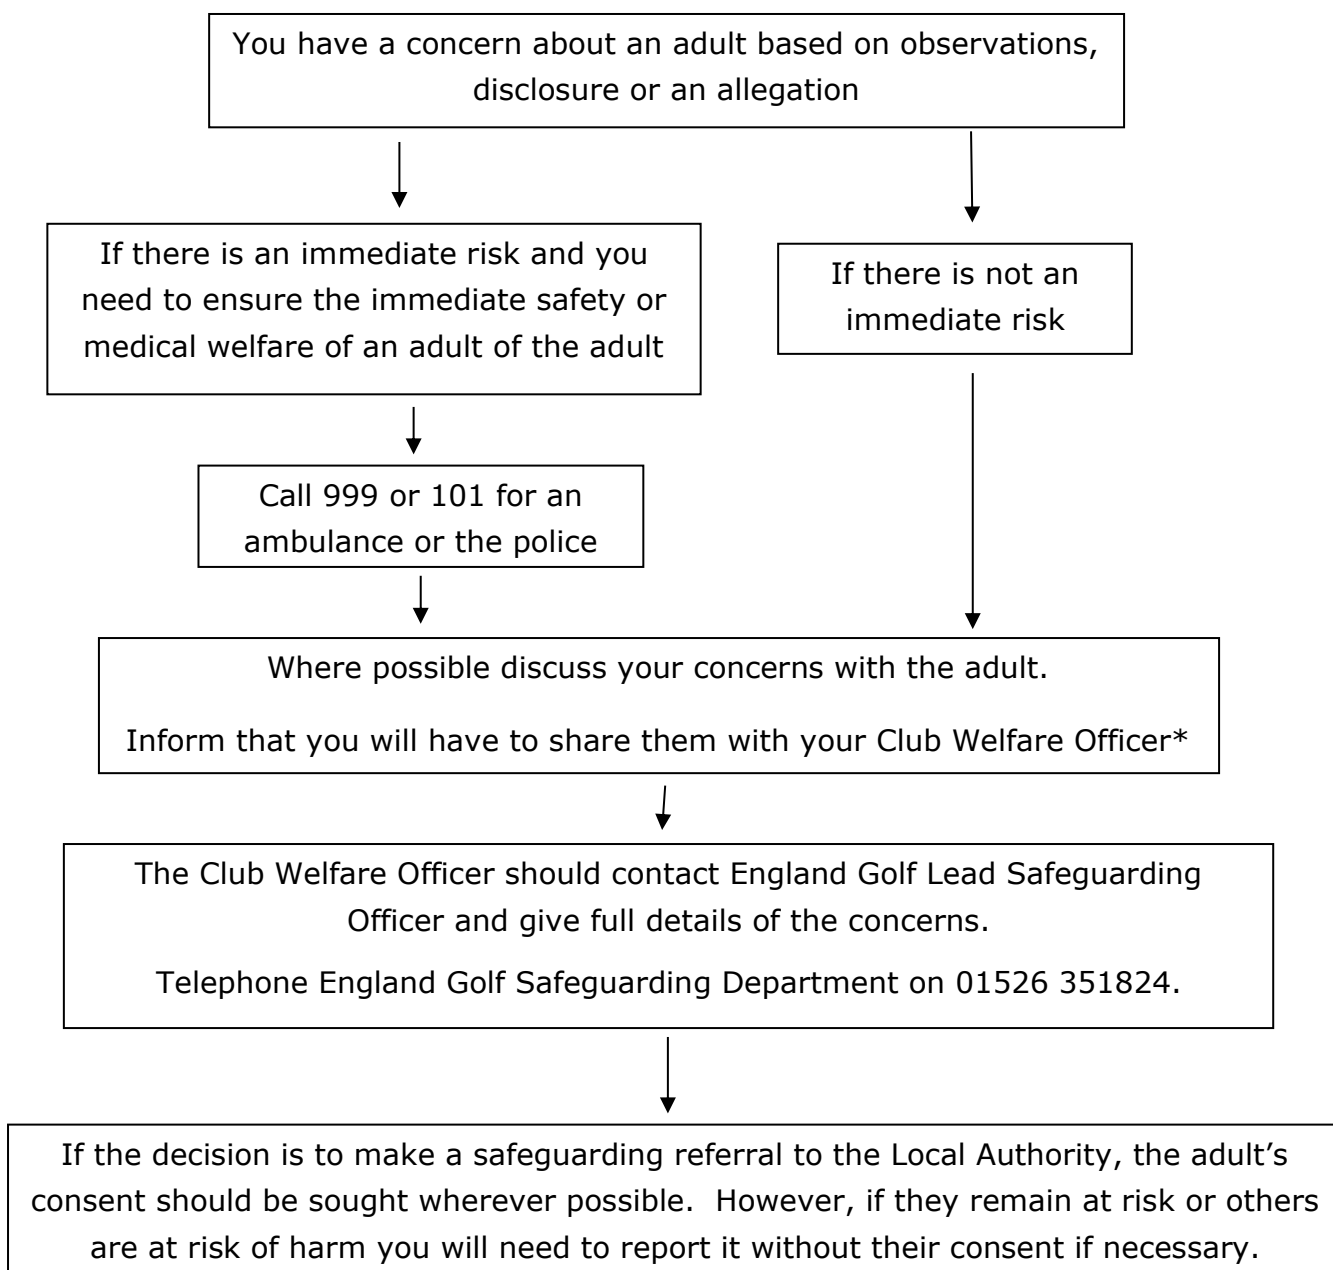 You have a concern about an adult based on observations,
disclosure or an allegation
If there is an immediate risk and you
need to ensure the immediate safety or
medical welfare of an adult of the adult
If there is not an
immediate risk
Call 999 or 101 for an
ambulance or the police
Where possible discuss your concerns with the adult.
Inform that you will have to share them with your Club Welfare Officer*
The Club Welfare Officer should contact England Golf Lead Safeguarding
Officer and give full details of the concerns.
Telephone England Golf Safeguarding Department on 01526 351824.
If the decision is to make a safeguarding referral to the Local Authority, the adult’s
consent should be sought wherever possible.  However, if they remain at risk or others
are at risk of harm you will need to report it without their consent if necessary.